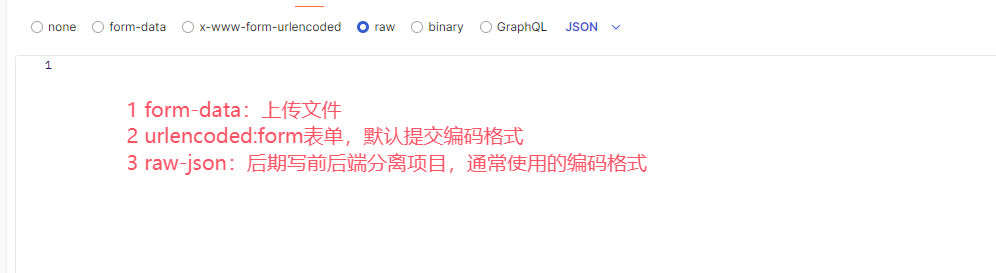 none form-data x-www-form-urlencoded raw binary GraphQL JSON
1
1 form-data：上传文件
2 urlencoded:form表单，默认提交编码格式
3 raw-json：后期写前后端分离项目，通常使用的编码格式